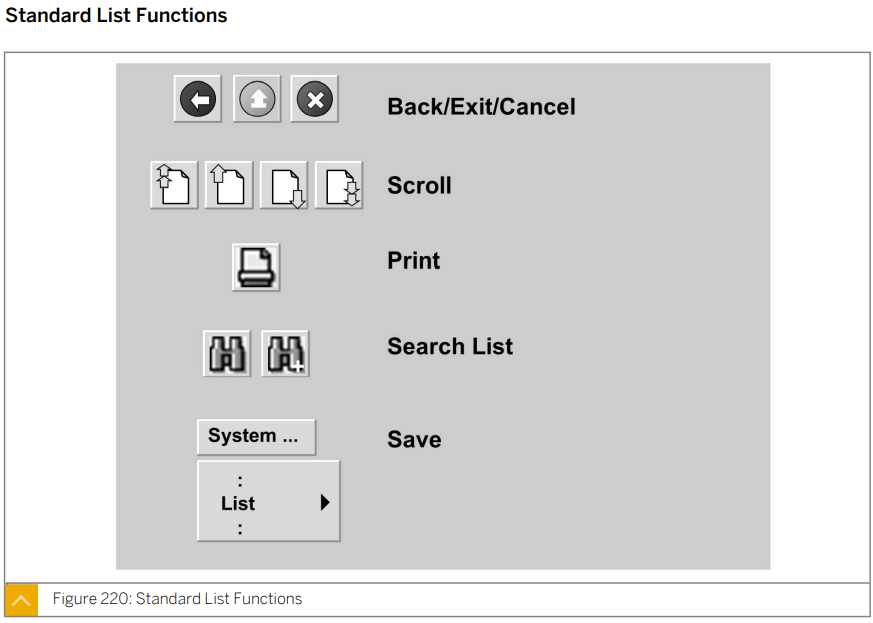 Standard List Functions
Back/Exit/Cancel
Scroll
Print
Search List
System ...
Save
:
List
:
Figure 220: Standard List Functions